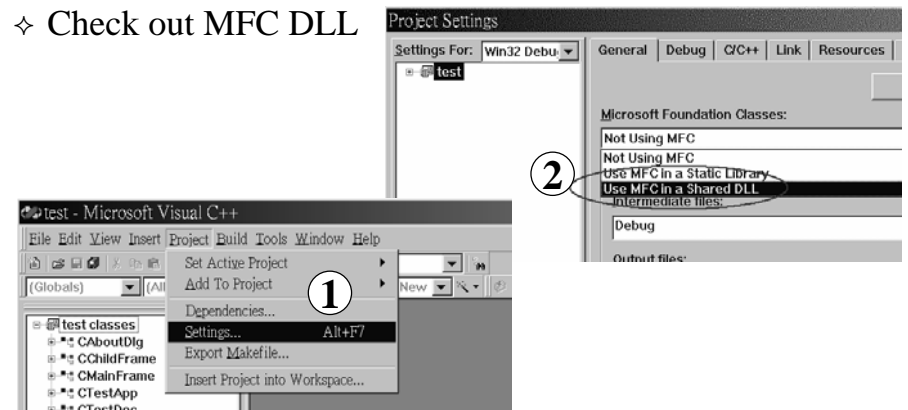 ✧ Check out MFC DLL
Project Settings
Settings For: Win32 Debu
test
General Debug C/C++ Link Resources
Microsoft Foundation Classes:
Not Using MFC
Not Using MFC
Use MFC in a Static Library
Use MFC in a Shared DLL
Intermediate files:
Debug
Output files:
2
test - Microsoft Visual C++
File Edit View Insert Project Build Tools Window Help
(Globals) (All
New
Set Active Project
Add To Project
Dependencies...
Settings... Alt+F7
Export Makefile...
Insert Project into Workspace...
1
test classes
CAboutDlg
CChildFrame
CMainFrame
CTestApp
CTestDoc